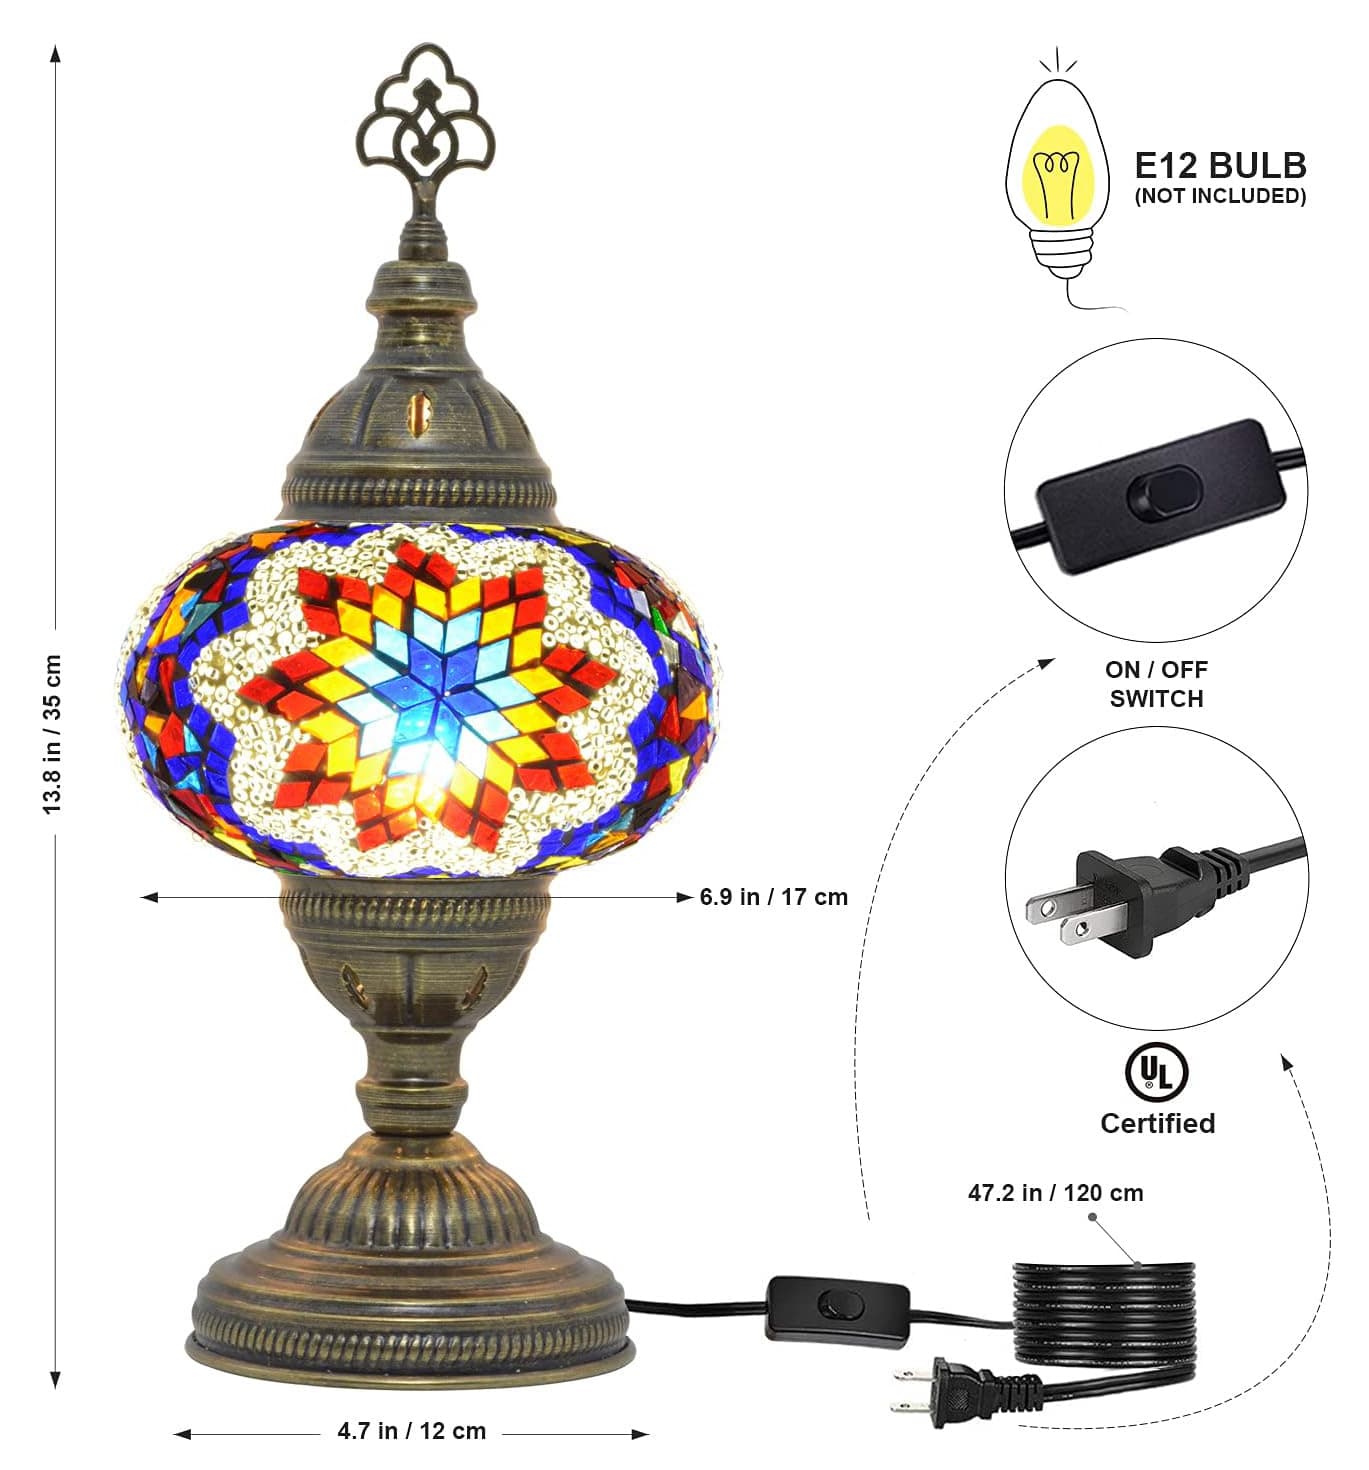 E12 BULB
(NOT INCLUDED)
13.8 in / 35 cm
ON / OFF
SWITCH
6.9 in / 17 cm
UL
®
Certified
47.2 in / 120 cm
4.7 in / 12 cm